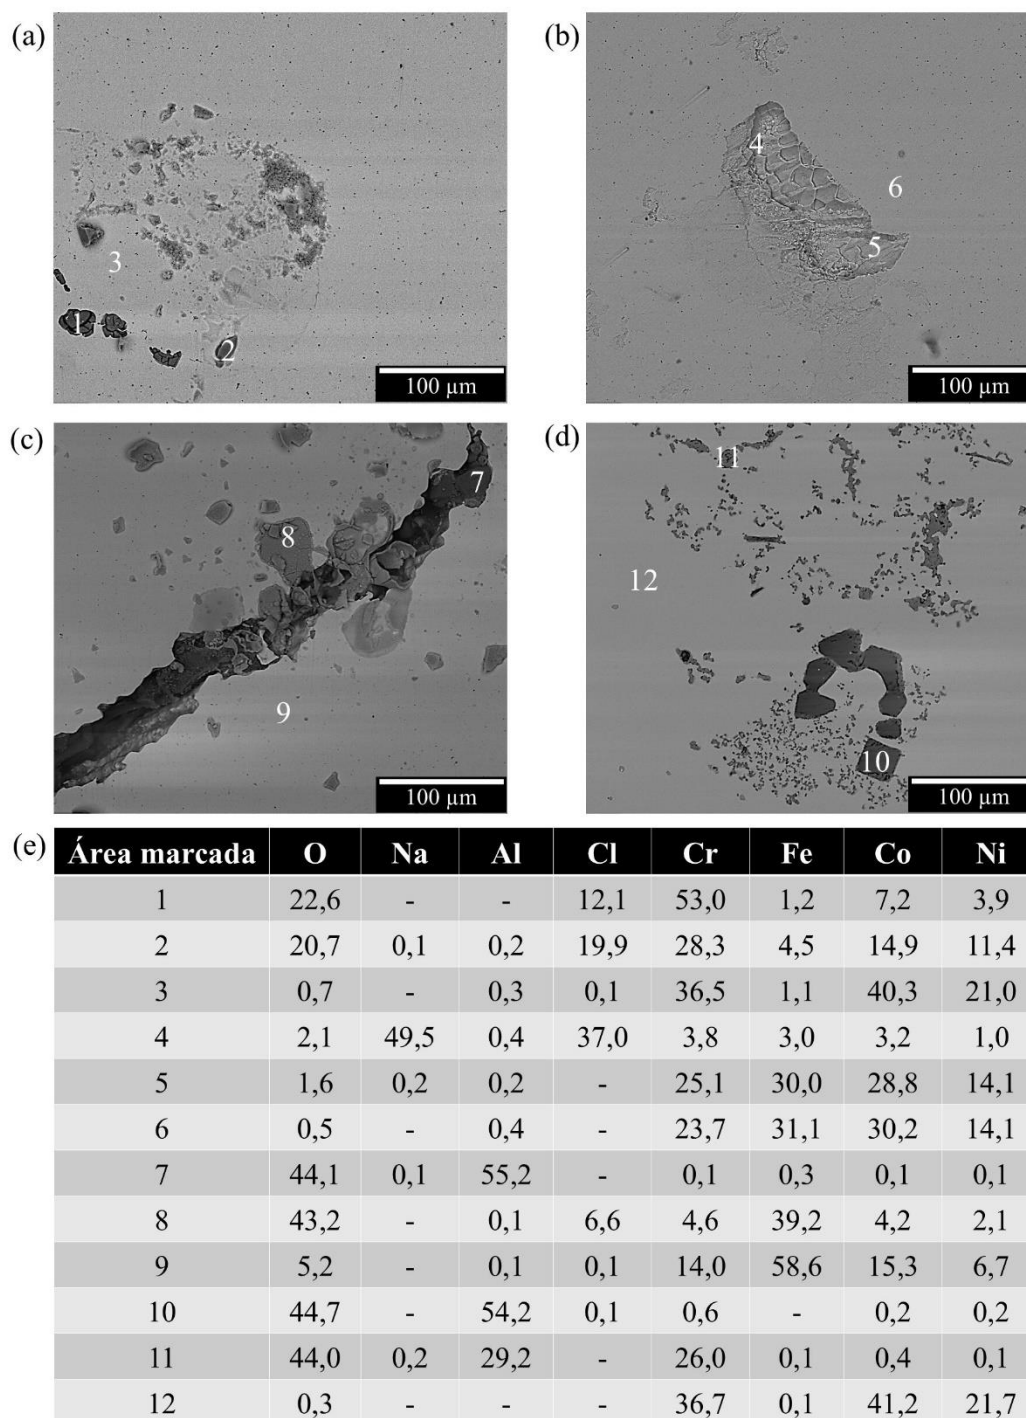 (a)
3
1
2
100 µm
(b)
4
6
5
100 µm
(c)
7
8
9
100 µm
(d)
11
12
10
100 µm
(e)
Área marcada O Na Al Cl Cr Fe Co Ni
1 22,6 - - 12,1 53,0 1,2 7,2 3,9
2 20,7 0,1 0,2 19,9 28,3 4,5 14,9 11,4
3 0,7 - 0,3 0,1 36,5 1,1 40,3 21,0
4 2,1 49,5 0,4 37,0 3,8 3,0 3,2 1,0
5 1,6 0,2 0,2 - 25,1 30,0 28,8 14,1
6 0,5 - 0,4 - 23,7 31,1 30,2 14,1
7 44,1 0,1 55,2 - 0,1 0,3 0,1 0,1
8 43,2 - 0,1 6,6 4,6 39,2 4,2 2,1
9 5,2 - 0,1 0,1 14,0 58,6 15,3 6,7
10 44,7 - 54,2 0,1 0,6 - 0,2 0,2
11 44,0 0,2 29,2 - 26,0 0,1 0,4 0,1
12 0,3 - - - 36,7 0,1 41,2 21,7